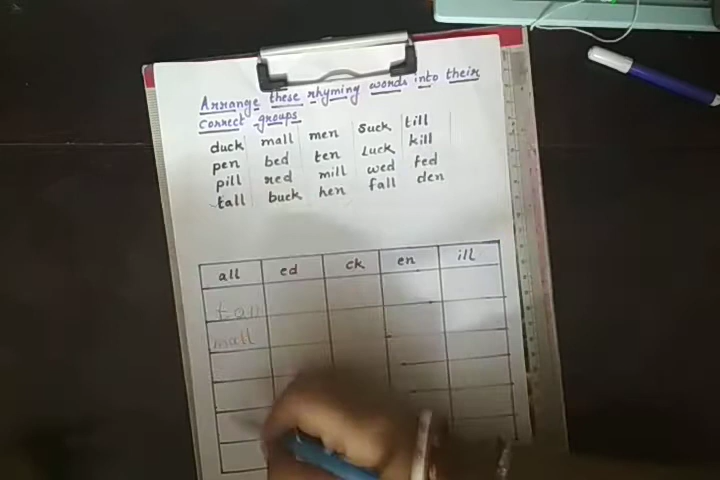 Arrange these rhyming words into their
correct groups
duck mall men suck till
pen bed ten luck kill
pill red mill wed fed
tall buck hen fall den
all ed ck en ill
tall
mall